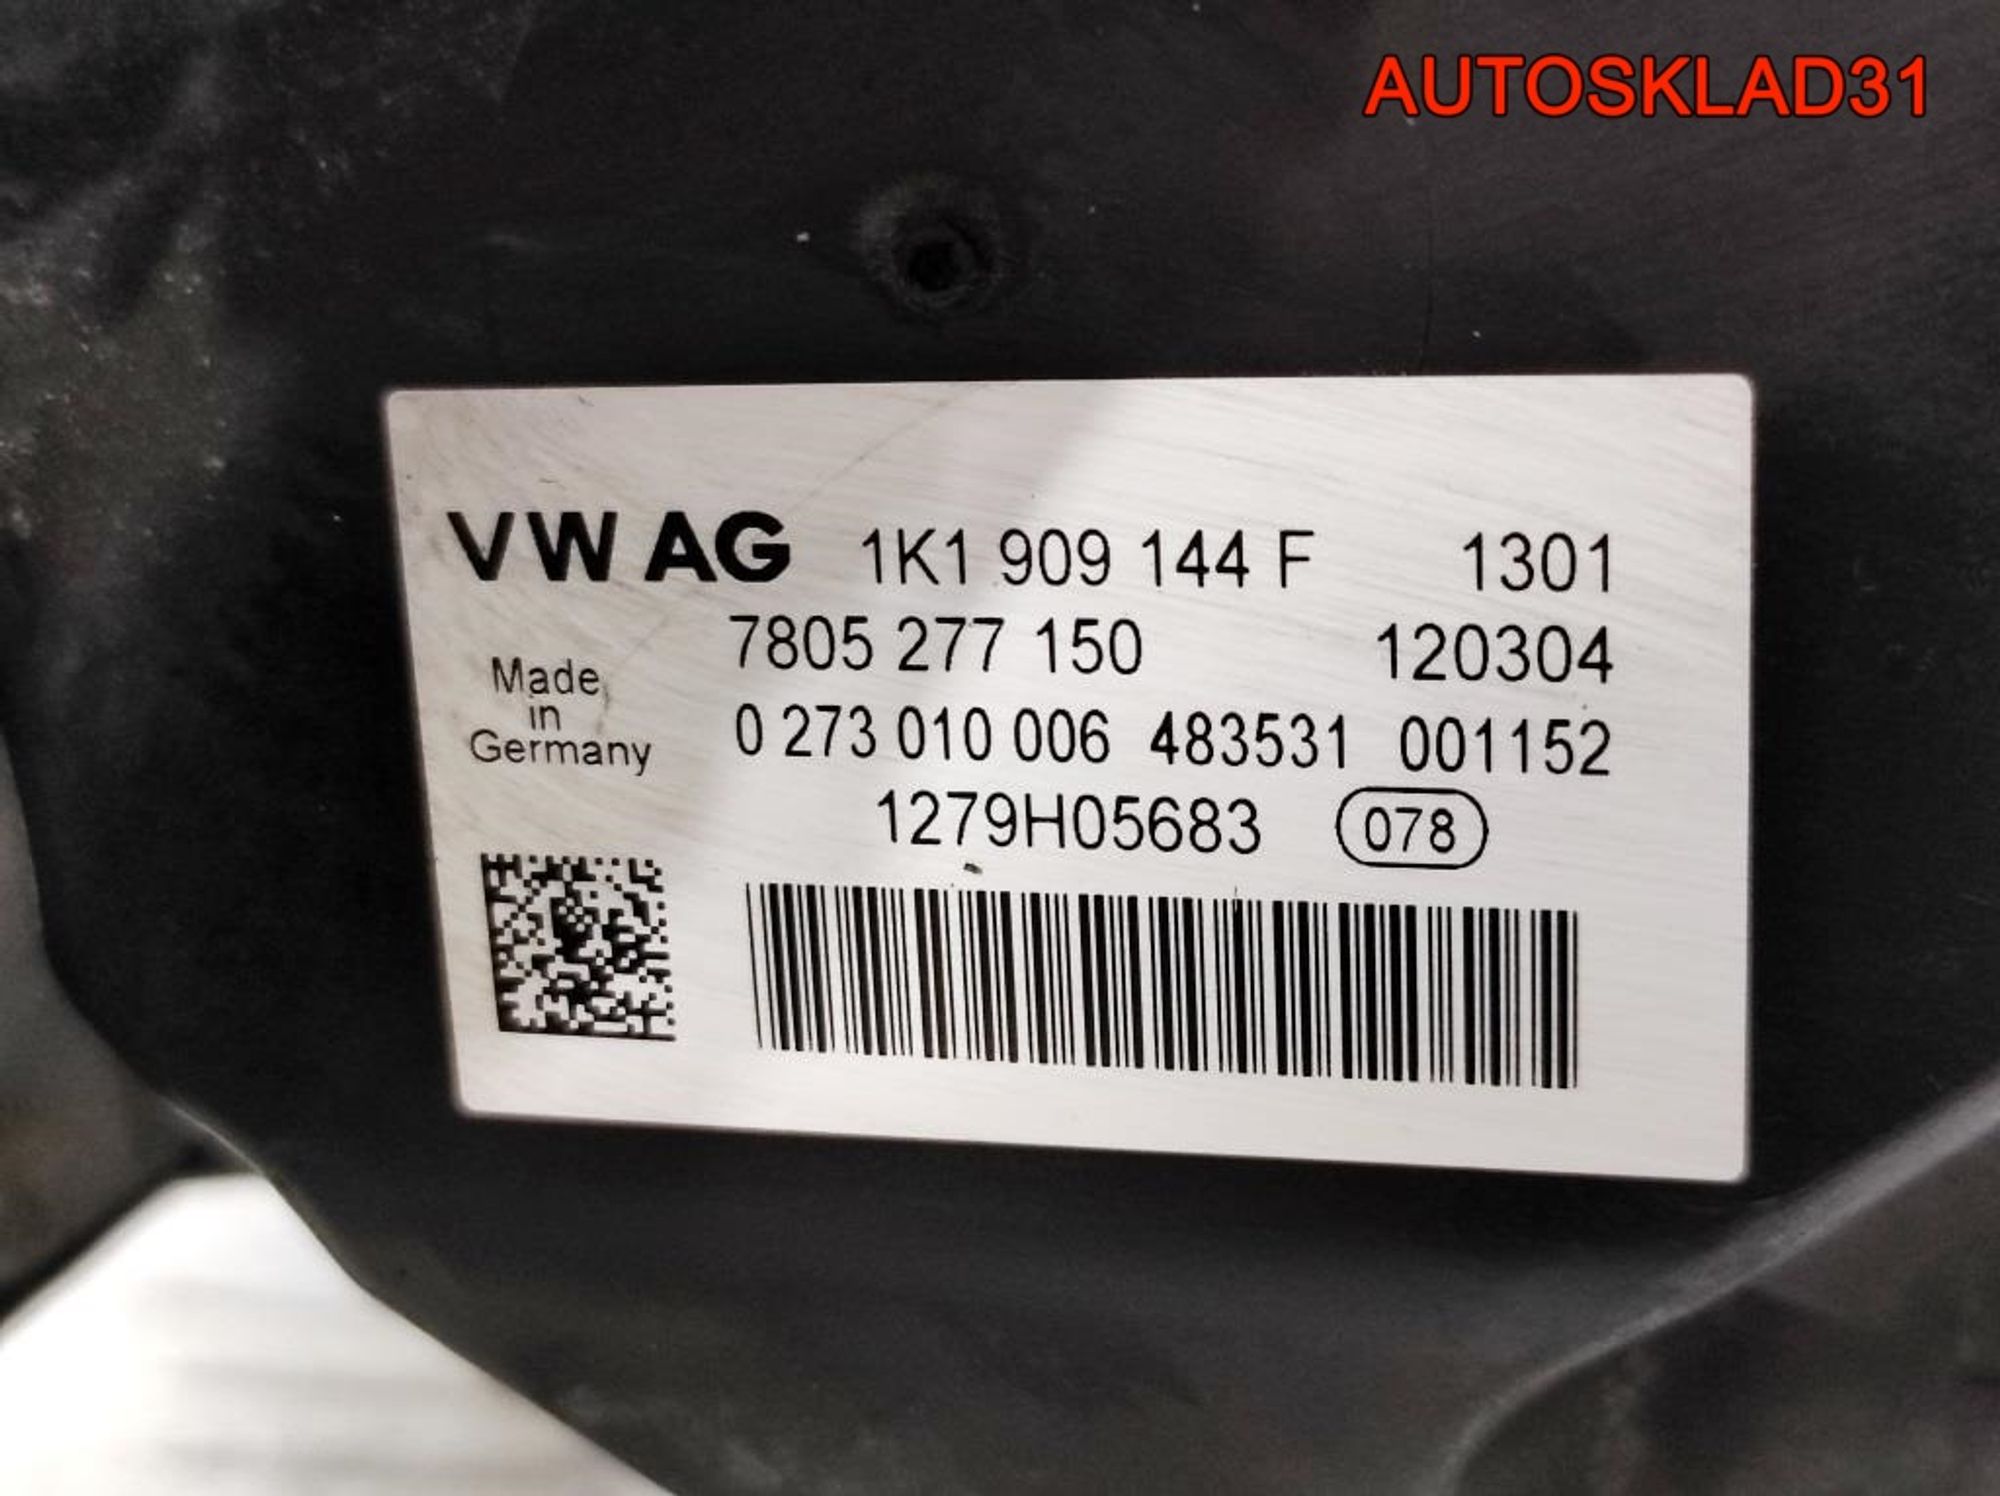 AUTOSKLAD31
VW AG 1K1 909 144 F 1301
7805 277 150 120304
Made
in
Germany
0 273 010 006 483531 001152
1279H05683 078